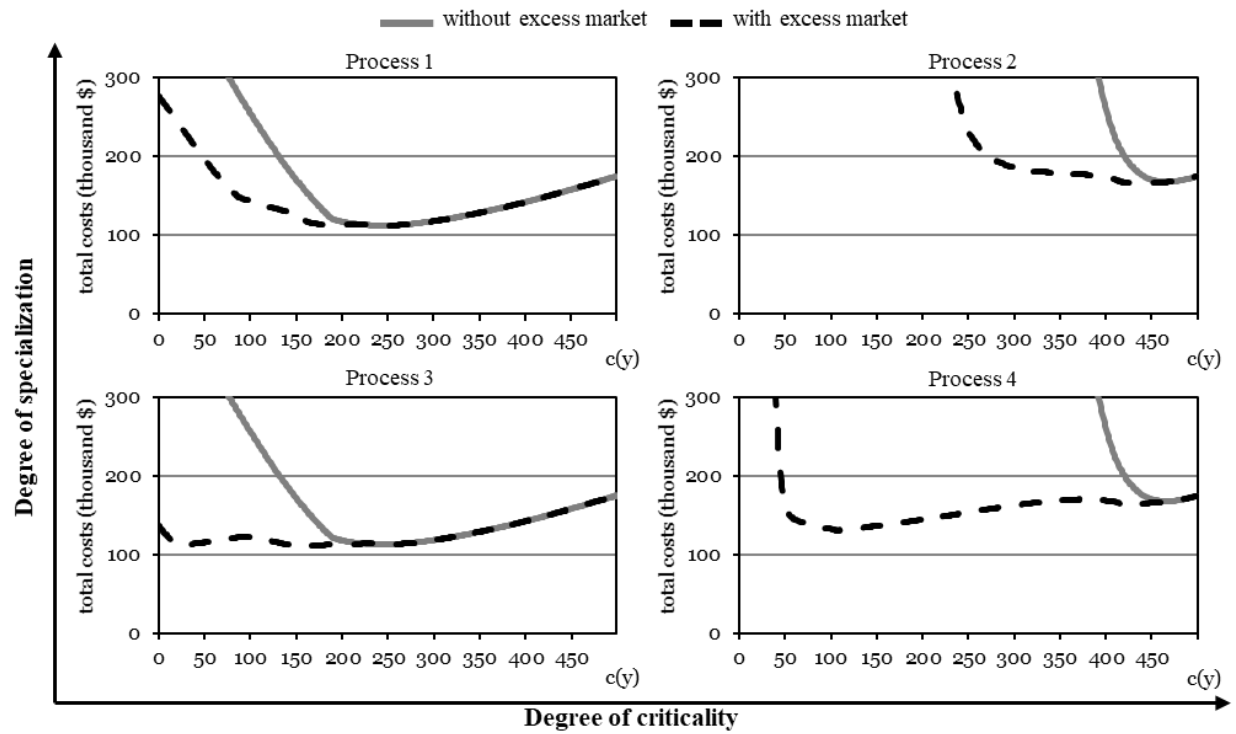 without excess market with excess market
Process 1
300
200
100
0
0 50 100 150 200 250 300 350 400 450
c(y)
total costs (thousand $)
Process 2
300
200
100
0
0 50 100 150 200 250 300 350 400 450
c(y)
total costs (thousand $)
Process 3
300
200
100
0
0 50 100 150 200 250 300 350 400 450
c(y)
total costs (thousand $)
Process 4
300
200
100
0
0 50 100 150 200 250 300 350 400 450
c(y)
total costs (thousand $)
Degree of specialization
Degree of criticality